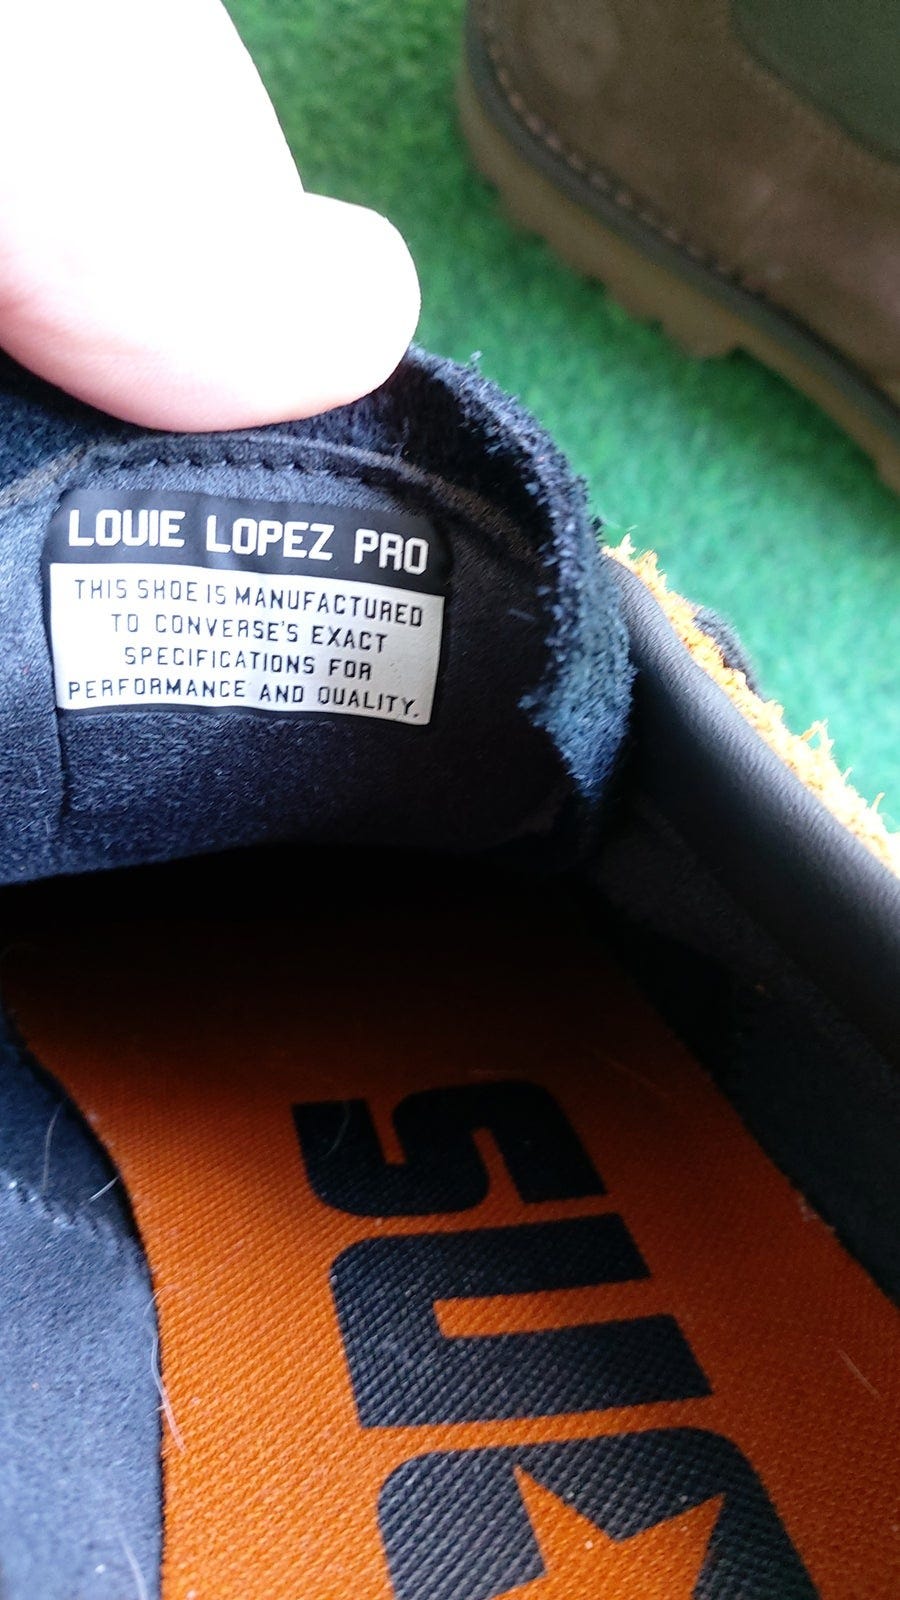 LOUIE LOPEZ PRO
THIS SHOE IS MANUFACTURED
TO CONVERSE'S EXACT
SPECIFICATIONS FOR
PERFORMANCE AND QUALITY.